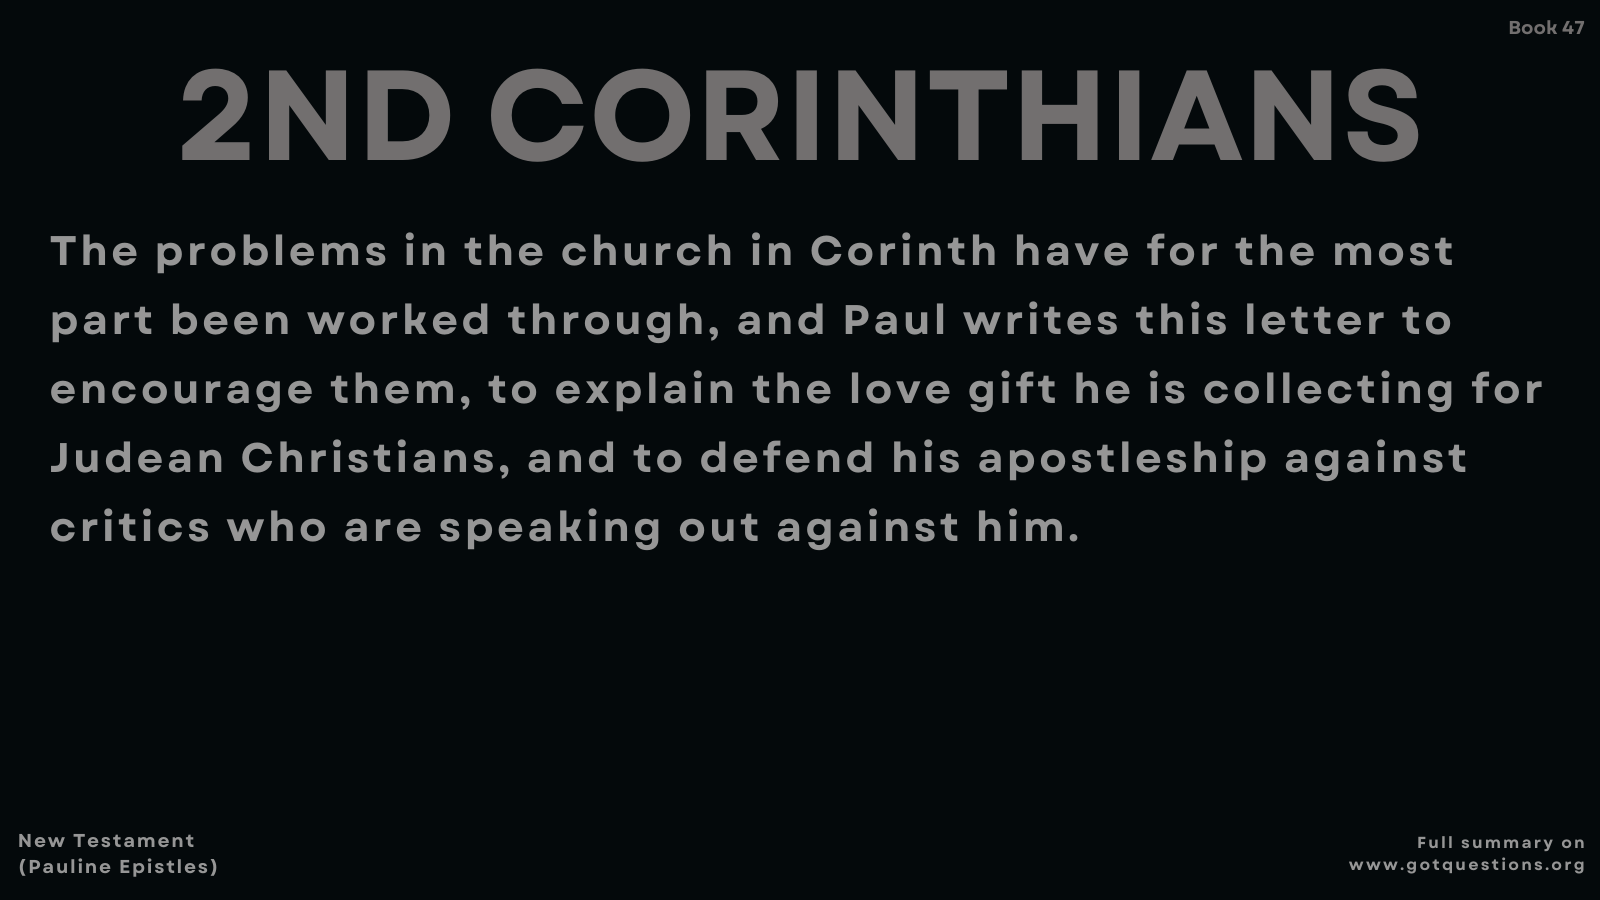 Book 47
2ND CORINTHIANS
The problems in the church in Corinth have for the most
part been worked through, and Paul writes this letter to
encourage them, to explain the love gift he is collecting for
Judean Christians, and to defend his apostleship against
critics who are speaking out against him.
New Testament
(Pauline Epistles)
Full summary on
www.gotquestions.org